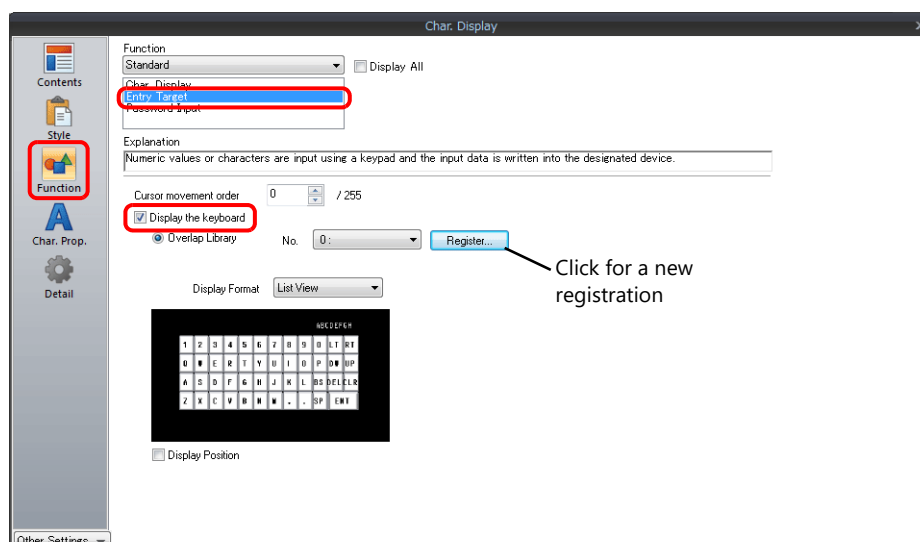 Char. Display
Contents
Style
Function
Char. Prop.
Detail
Other Settings
Function
Standard
Display All
Char. Display
Entry Target
Password Input
Explanation
Numeric values or characters are input using a keypad and the input data is written into the designated device.
Cursor movement order 0 / 255
Display the keyboard
Overlap Library No. 0 : Register...
Click for a new
registration
Display Format List View
ABCDEFGH
1 2 3 4 5 6 7 8 9 0 LT RT
Q W E R T Y U I O P DW UP
A S D F G H J K L BS DEL CLR
Z X C V B N M . . SP ENT
Display Position